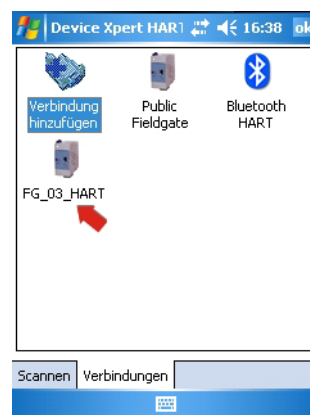 Device Xpert HART 16:38 ok
Verbindung hinzufügen
Public Fieldgate
Bluetooth HART
FG_03_HART
Scannen Verbindungen